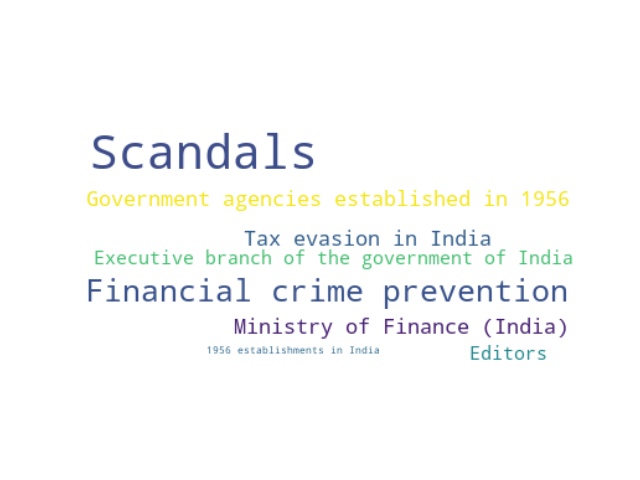 Scandals
Government agencies established in 1956
Tax evasion in India
Executive branch of the government of India
Financial crime prevention
Ministry of Finance (India)
1956 establishments in India
Editors